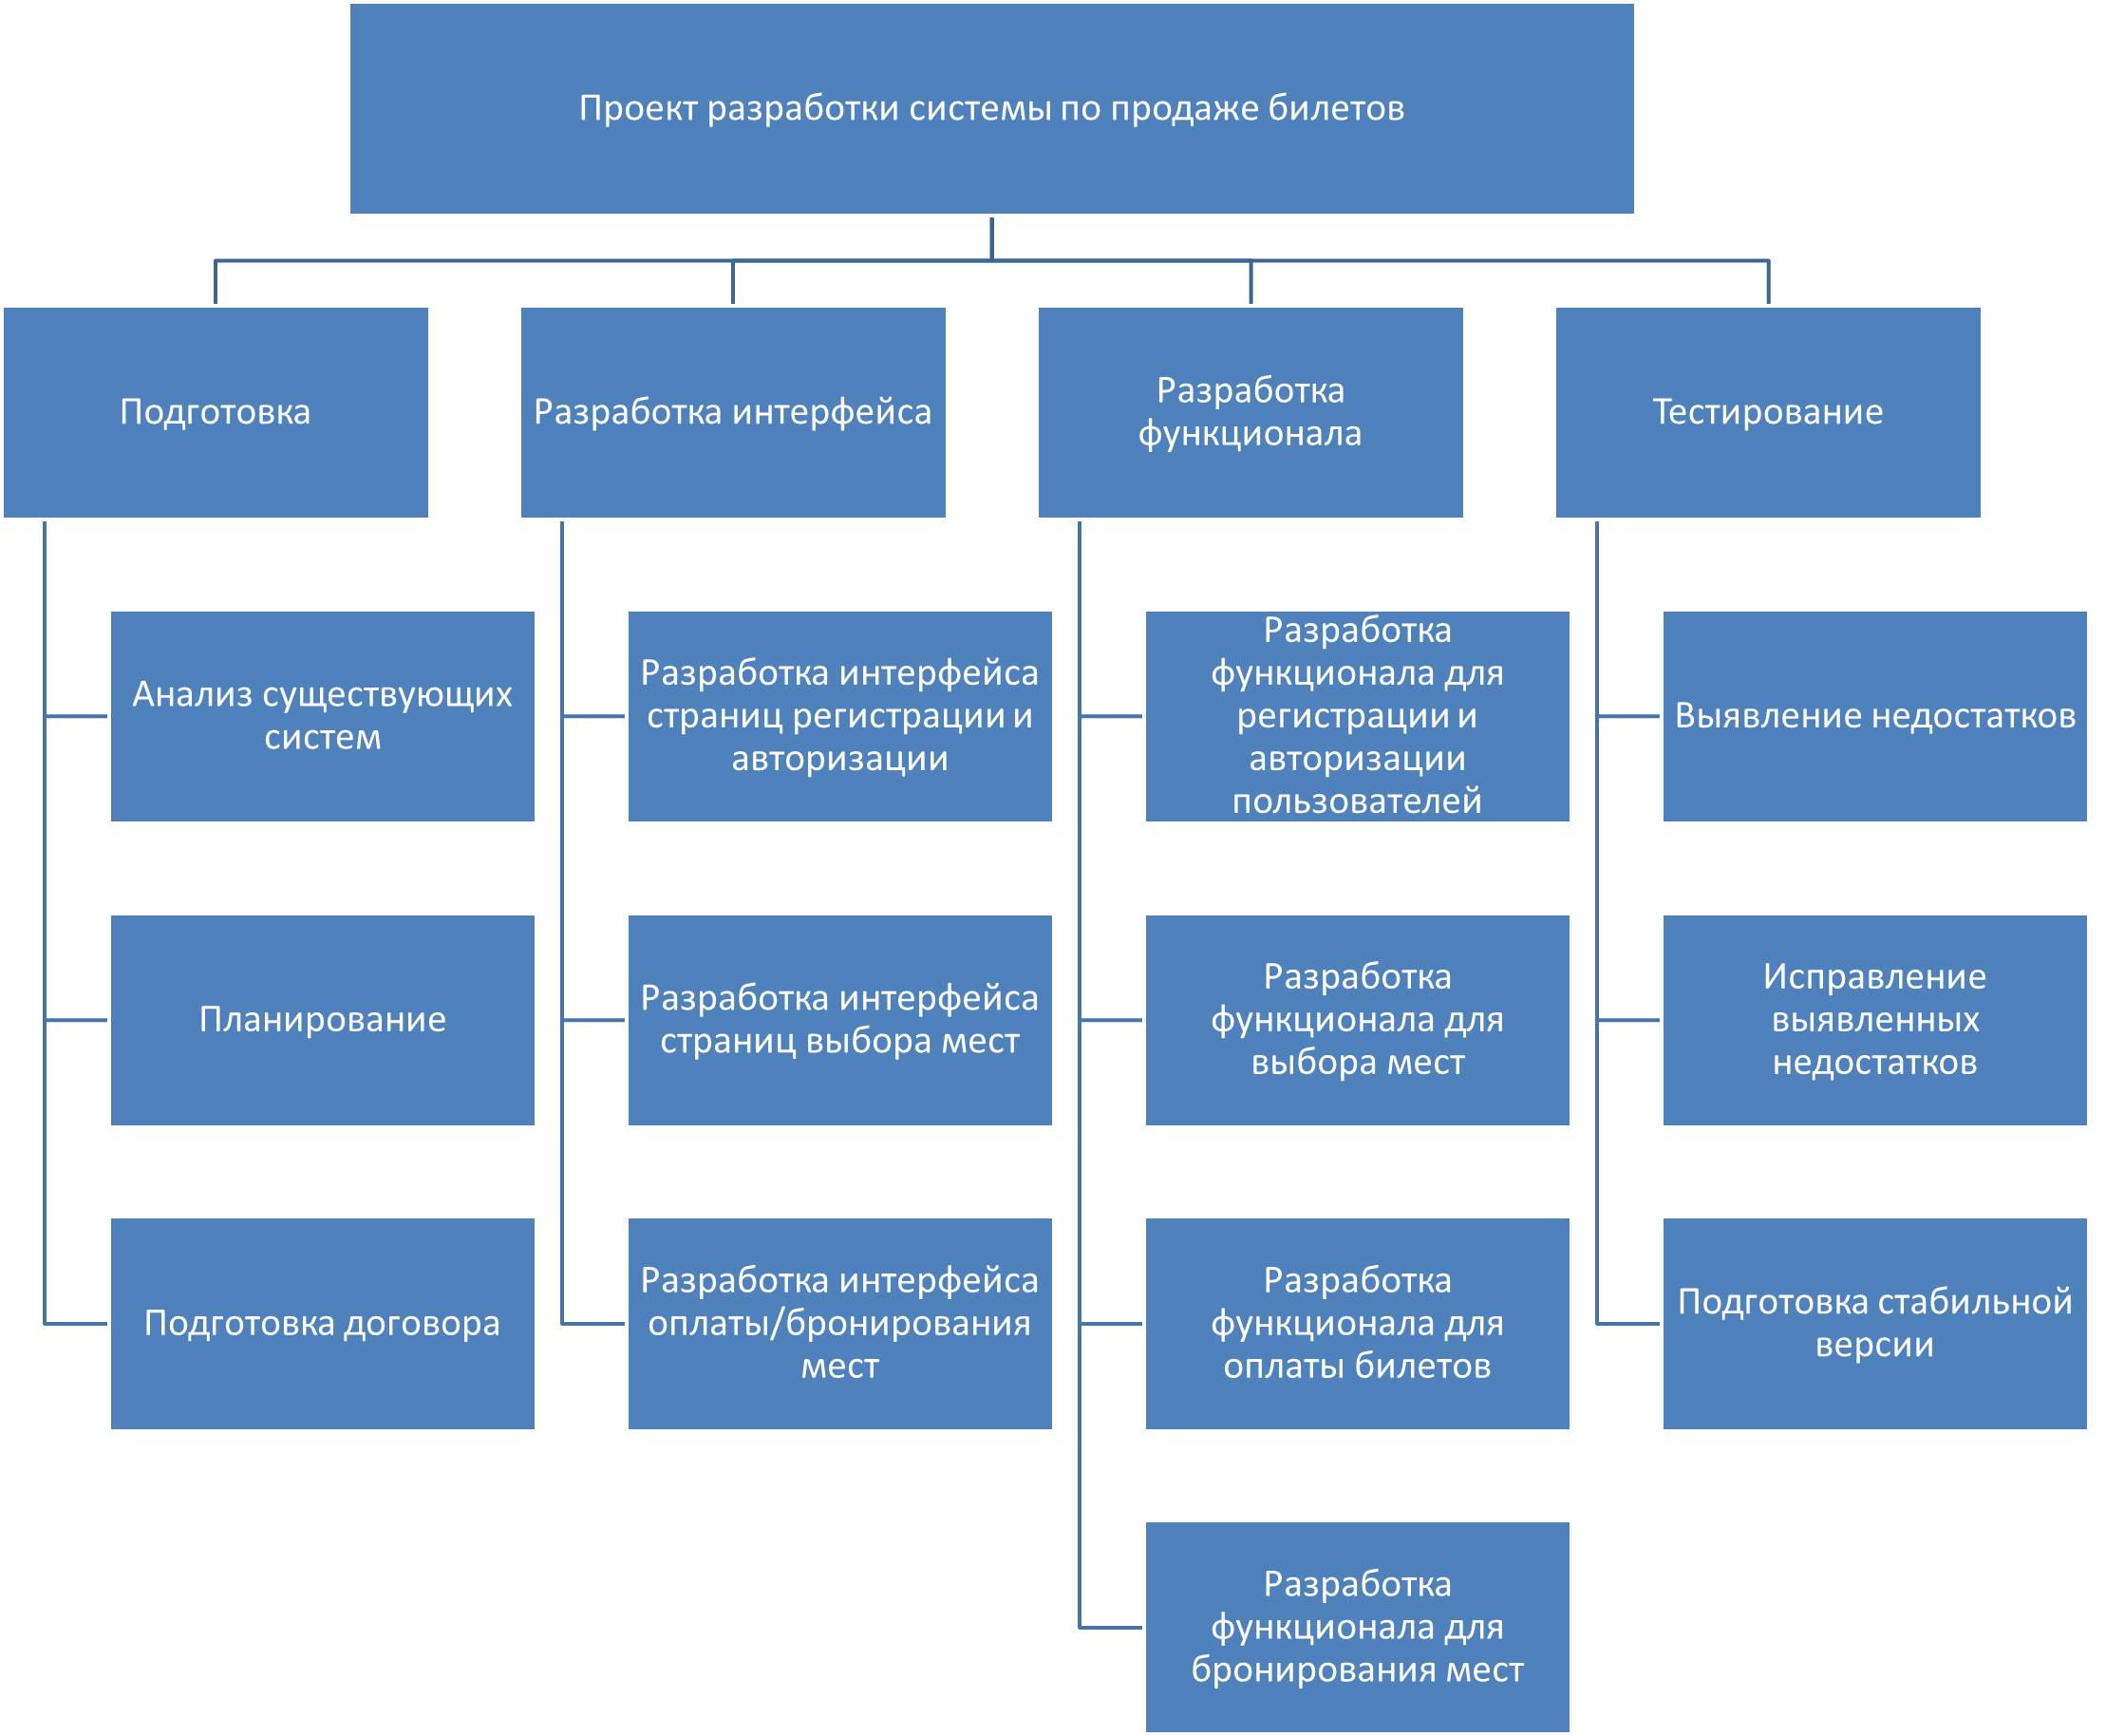 Проект разработки системы по продаже билетов
Подготовка
Разработка интерфейса
Разработка
функционала
Тестирование
Анализ существующих
систем
Разработка интерфейса
страниц регистрации и
авторизации
Разработка
функционала для
регистрации и
авторизации
пользователей
Выявление недостатков
Планирование
Разработка интерфейса
страниц выбора мест
Разработка
функционала для
выбора мест
Исправление
выявленных
недостатков
Подготовка договора
Разработка интерфейса
оплаты/бронирования
мест
Разработка
функционала для
оплаты билетов
Подготовка стабильной
версии
Разработка
функционала для
бронирования мест